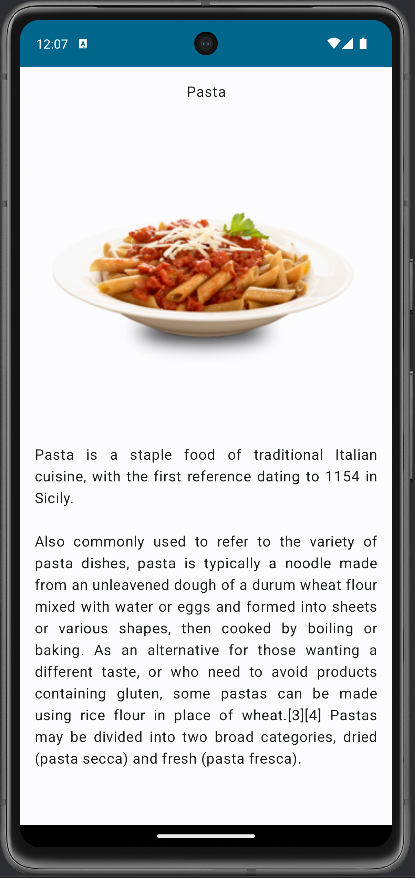 12:07 A
Pasta
Pasta is a staple food of traditional Italian
cuisine, with the first reference dating to 1154 in
Sicily.
Also commonly used to refer to the variety of
pasta dishes, pasta is typically a noodle made
from an unleavened dough of a durum wheat flour
mixed with water or eggs and formed into sheets
or various shapes, then cooked by boiling or
baking. As an alternative for those wanting a
different taste, or who need to avoid products
containing gluten, some pastas can be made
using rice flour in place of wheat.[3][4] Pastas
may be divided into two broad categories, dried
(pasta secca) and fresh (pasta fresca).